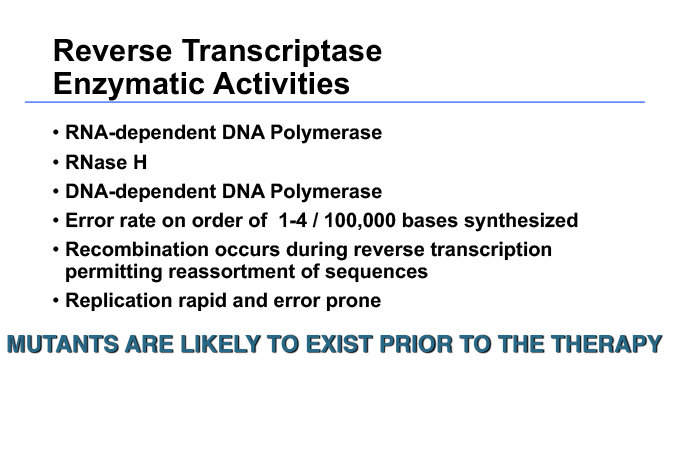 Reverse Transcriptase
Enzymatic Activities
• RNA-dependent DNA Polymerase
• RNase H
• DNA-dependent DNA Polymerase
• Error rate on order of  1-4 / 100,000 bases synthesized
• Recombination occurs during reverse transcription
permitting reassortment of sequences
• Replication rapid and error prone
MUTANTS ARE LIKELY TO EXIST PRIOR TO THE THERAPY